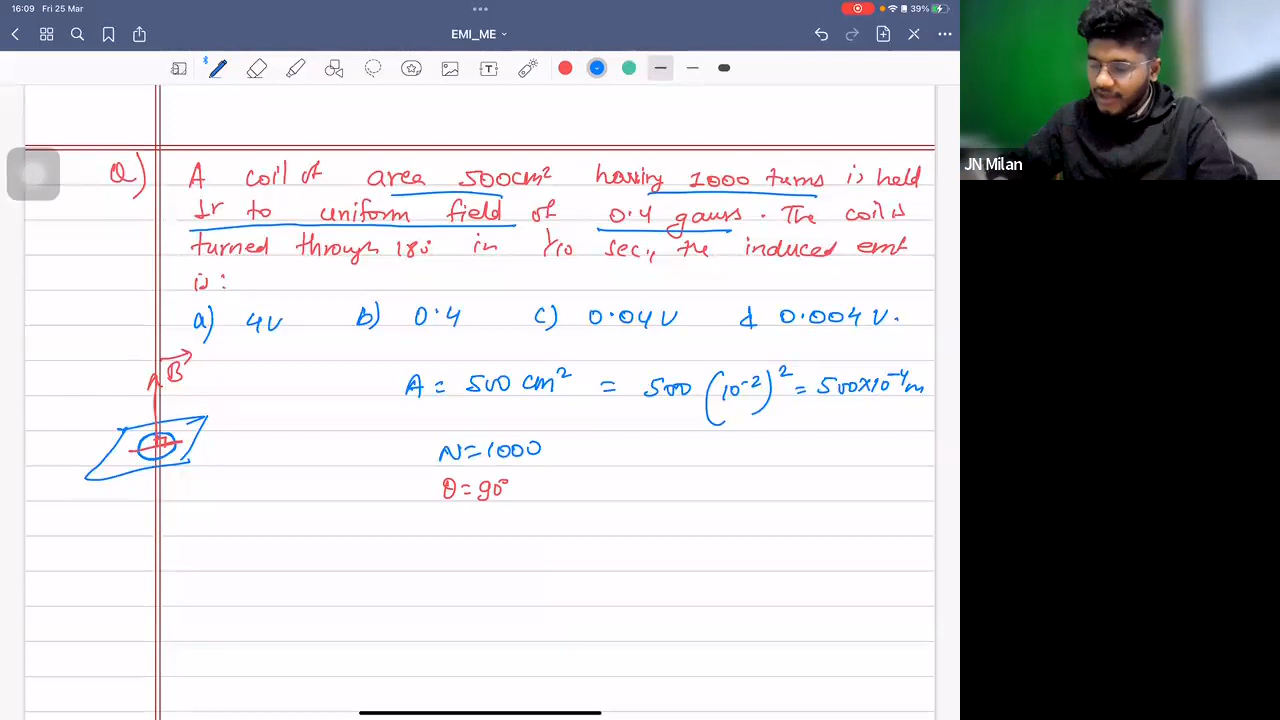 16:09 Fri 25 Mar
39%
EMI_ME
JN Milan
Q) A coil of area 500cm² having 1000 turns is held
⊥r to uniform field of 0.4 gauss. The coil is
turned through 180 in 1/10 sec., the induced emf
is:
a) 4V b) 0.4 c) 0.04V d 0.004V.
B
A = 500 cm² = 500 (10⁻²)² = 500×10⁻⁴m
N=1000
θ=90°